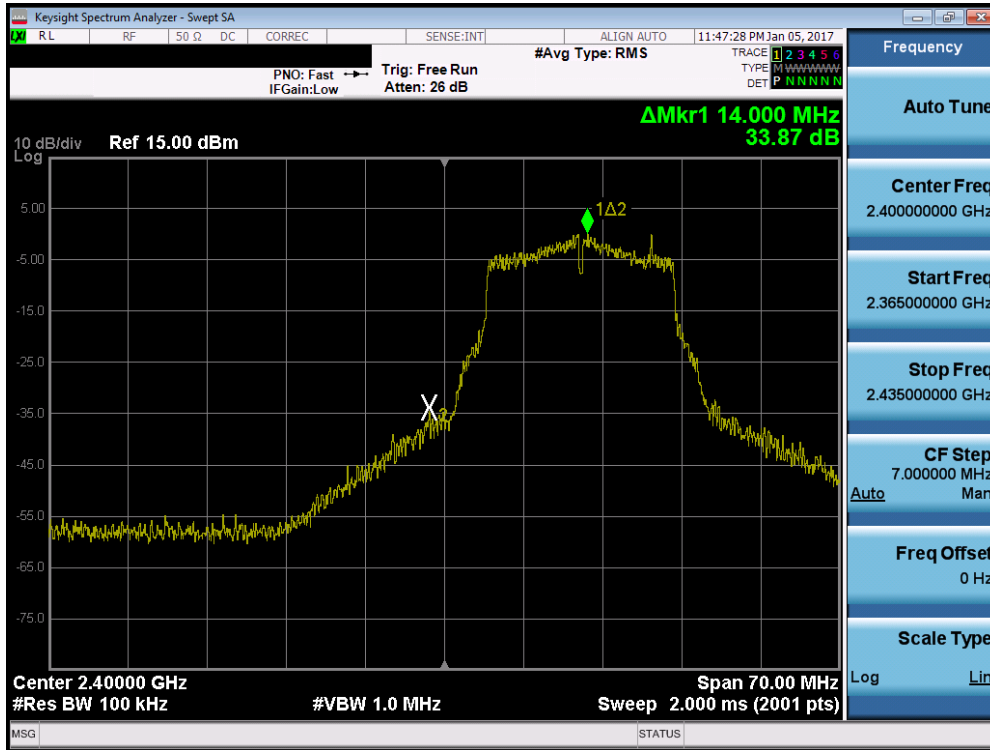 Keysight Spectrum Analyzer - Swept SA
LXI RL RF 50 Ω DC CORREC SENSE:INT ALIGN AUTO 11:47:28 PM Jan 05, 2017
PNO: Fast
IFGain:Low
Trig: Free Run
Atten: 26 dB
#Avg Type: RMS
TRACE 1 2 3 4 5 6
TYPE M W W W W W
DET P N N N N N
ΔMkr1 14.000 MHz
33.87 dB
10 dB/div Ref 15.00 dBm
Log
5.00
-5.00
-15.0
-25.0
-35.0
-45.0
-55.0
-65.0
-75.0
1Δ2
X2
Center 2.40000 GHz Span 70.00 MHz
#Res BW 100 kHz #VBW 1.0 MHz Sweep 2.000 ms (2001 pts)
MSG STATUS
Frequency
Auto Tune
Center Freq
2.400000000 GHz
Start Freq
2.365000000 GHz
Stop Freq
2.435000000 GHz
CF Step
7.000000 MHz
Auto Man
Freq Offset
0 Hz
Scale Type
Log Lin